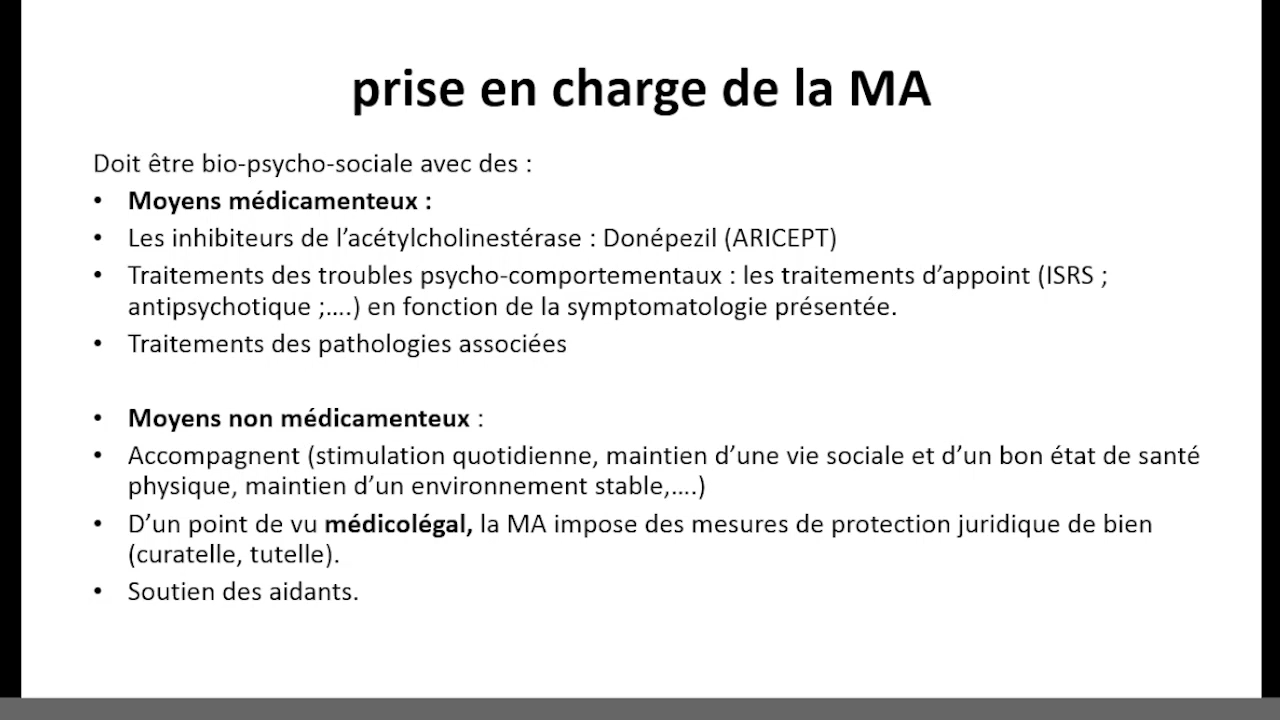 prise en charge de la MA
Doit être bio-psycho-sociale avec des :
• Moyens médicamenteux :
• Les inhibiteurs de l’acétylcholinestérase : Donépezil (ARICEPT)
• Traitements des troubles psycho-comportementaux : les traitements d’appoint (ISRS ;
antipsychotique ;….) en fonction de la symptomatologie présentée.
• Traitements des pathologies associées
• Moyens non médicamenteux :
• Accompagnent (stimulation quotidienne, maintien d’une vie sociale et d’un bon état de santé
physique, maintien d’un environnement stable,….)
• D’un point de vu médicolégal, la MA impose des mesures de protection juridique de bien
(curatelle, tutelle).
• Soutien des aidants.